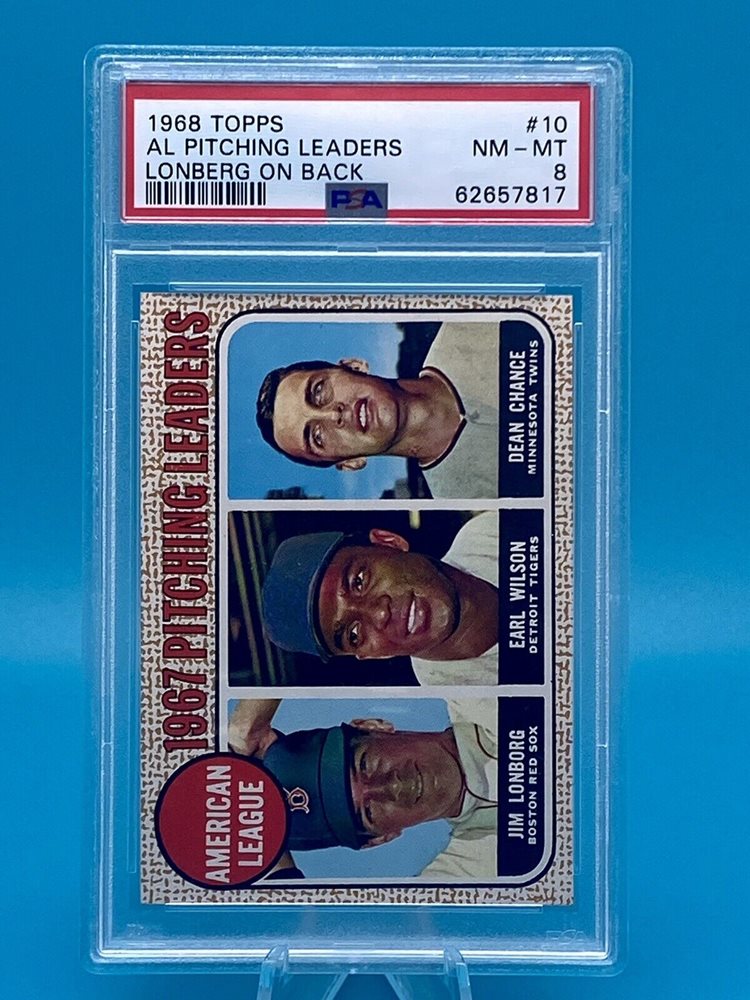 1968 TOPPS #10
AL PITCHING LEADERS NM - MT
LONBERG ON BACK 8
PSA 62657817
1967 PITCHING LEADERS
AMERICAN
LEAGUE
JIM LONBORG
BOSTON RED SOX
EARL WILSON
DETROIT TIGERS
DEAN CHANCE
MINNESOTA TWINS
B